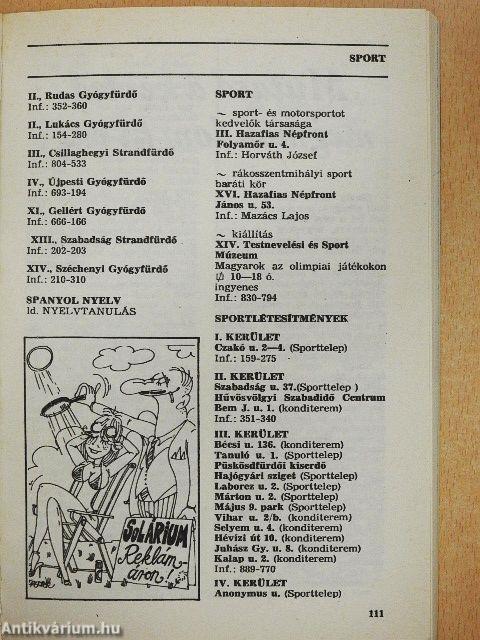 SPORT
II., Rudas Gyógyfürdő
Inf.: 352-360
II., Lukács Gyógyfürdő
Inf.: 154-280
III., Csillaghegyi Strandfürdő
Inf.: 804-533
IV., Újpesti Gyógyfürdő
Inf.: 693-194
XI., Gellért Gyógyfürdő
Inf.: 666-166
XIII., Szabadság Strandfürdő
Inf.: 202-203
XIV., Széchenyi Gyógyfürdő
Inf.: 210-310
SPANYOL NYELV
ld. NYELVTANULÁS
SoLÁRIUM
Reklám-
áron!
SPORT
~ sport- és motorsportot
kedvelők társasága
III. Hazafias Népfront
Folyamőr u. 4.
Inf.: Horváth József
~ rákosszentmihályi sport
baráti kör
XVI. Hazafias Népfront
János u. 53.
Inf.: Mazács Lajos
~ kiállítás
XIV. Testnevelési és Sport
Múzeum
Magyarok az olimpiai játékokon
10—18 ó.
ingyenes
Inf.: 830-794
SPORTLÉTESÍTMÉNYEK
I. KERÜLET
Czakó u. 2—4. (Sporttelep)
Inf.: 159-275
II. KERÜLET
Szabadság u. 37.(Sporttelep )
Hűvösvölgyi Szabadidő Centrum
Bem J. u. 1. (konditerem)
Inf.: 351-340
III. KERÜLET
Bécsi u. 136. (konditerem)
Tanuló u. 1. (Sporttelep)
Püskösdfürdői kiserdő
Hajógyári sziget (Sporttelep)
Laborcz u. 2. (Sporttelep)
Márton u. 2. (Sporttelep)
Május 9. park (Sporttelep)
Vihar u. 2/b. (konditerem)
Selyem u. 4. (konditerem)
Hévízi út 10. (konditerem)
Juhász Gy. u. 8. (konditerem)
Kalap u. 2. (konditerem)
Inf.: 889-770
IV. KERÜLET
Anonymus u. (Sporttelep)
111
Antikvárium.hu